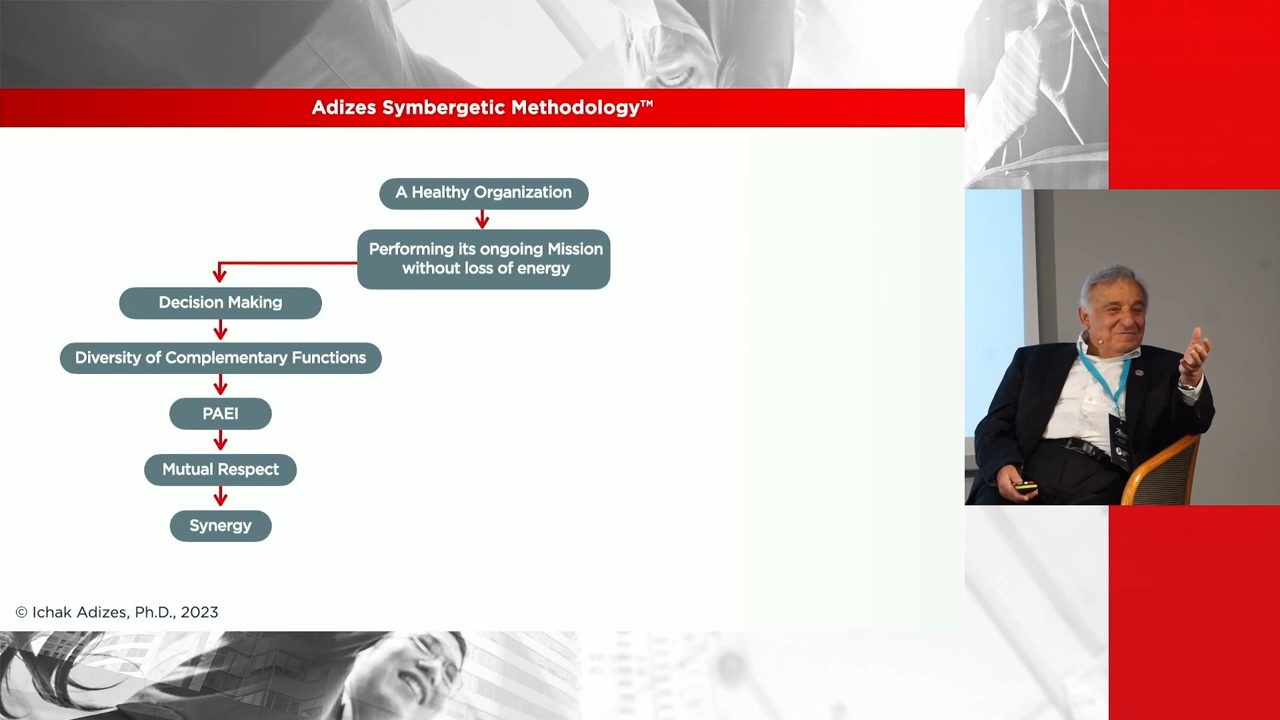 Adizes Symbergetic Methodology™
A Healthy Organization
Performing its ongoing Mission
without loss of energy
Decision Making
Diversity of Complementary Functions
PAEI
Mutual Respect
Synergy
© Ichak Adizes, Ph.D., 2023